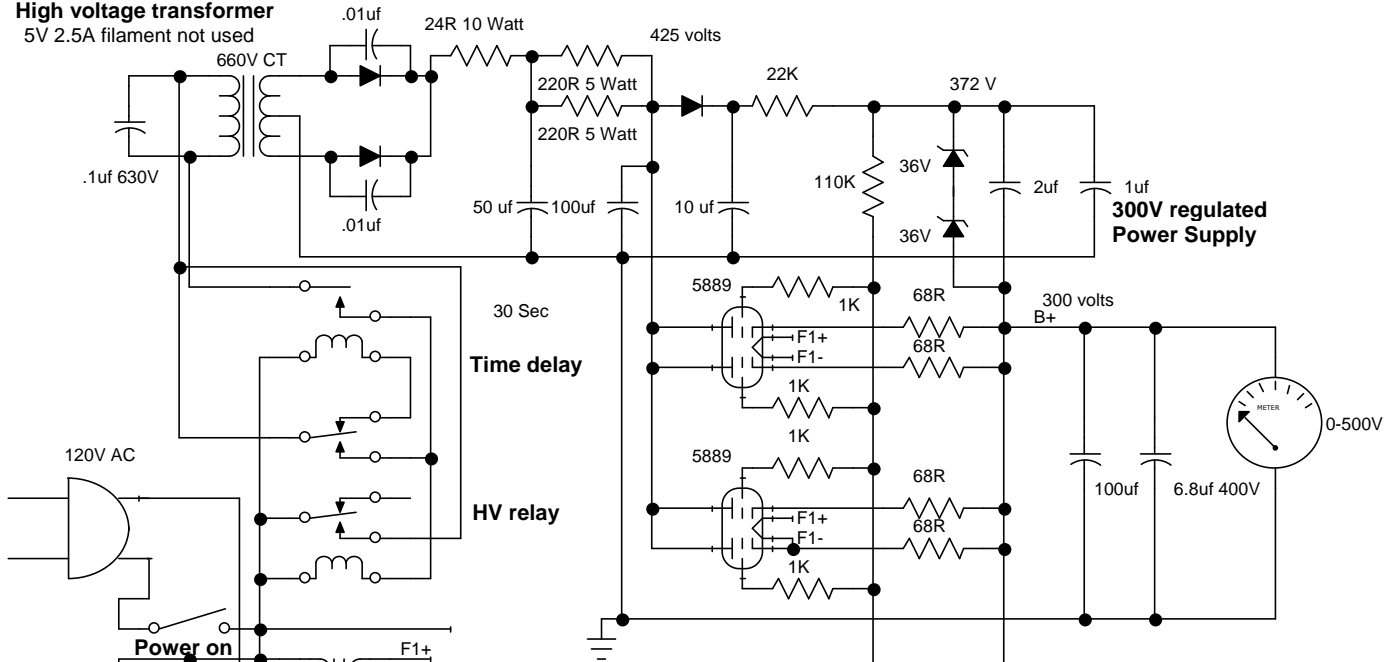 High voltage transformer
5V 2.5A filament not used
.01uf
24R 10 Watt
425 volts
660V CT
22K
372 V
220R 5 Watt
220R 5 Watt
.1uf 630V
.01uf
50 uf
100uf
10 uf
110K
36V
36V
2uf
1uf
300V regulated
Power Supply
30 Sec
Time delay
5889
1K
68R
300 volts
B+
F1+
F1-
68R
1K
1K
METER
0-500V
120V AC
HV relay
5889
68R
F1+
F1-
68R
1K
100uf
6.8uf 400V
Power on
F1+